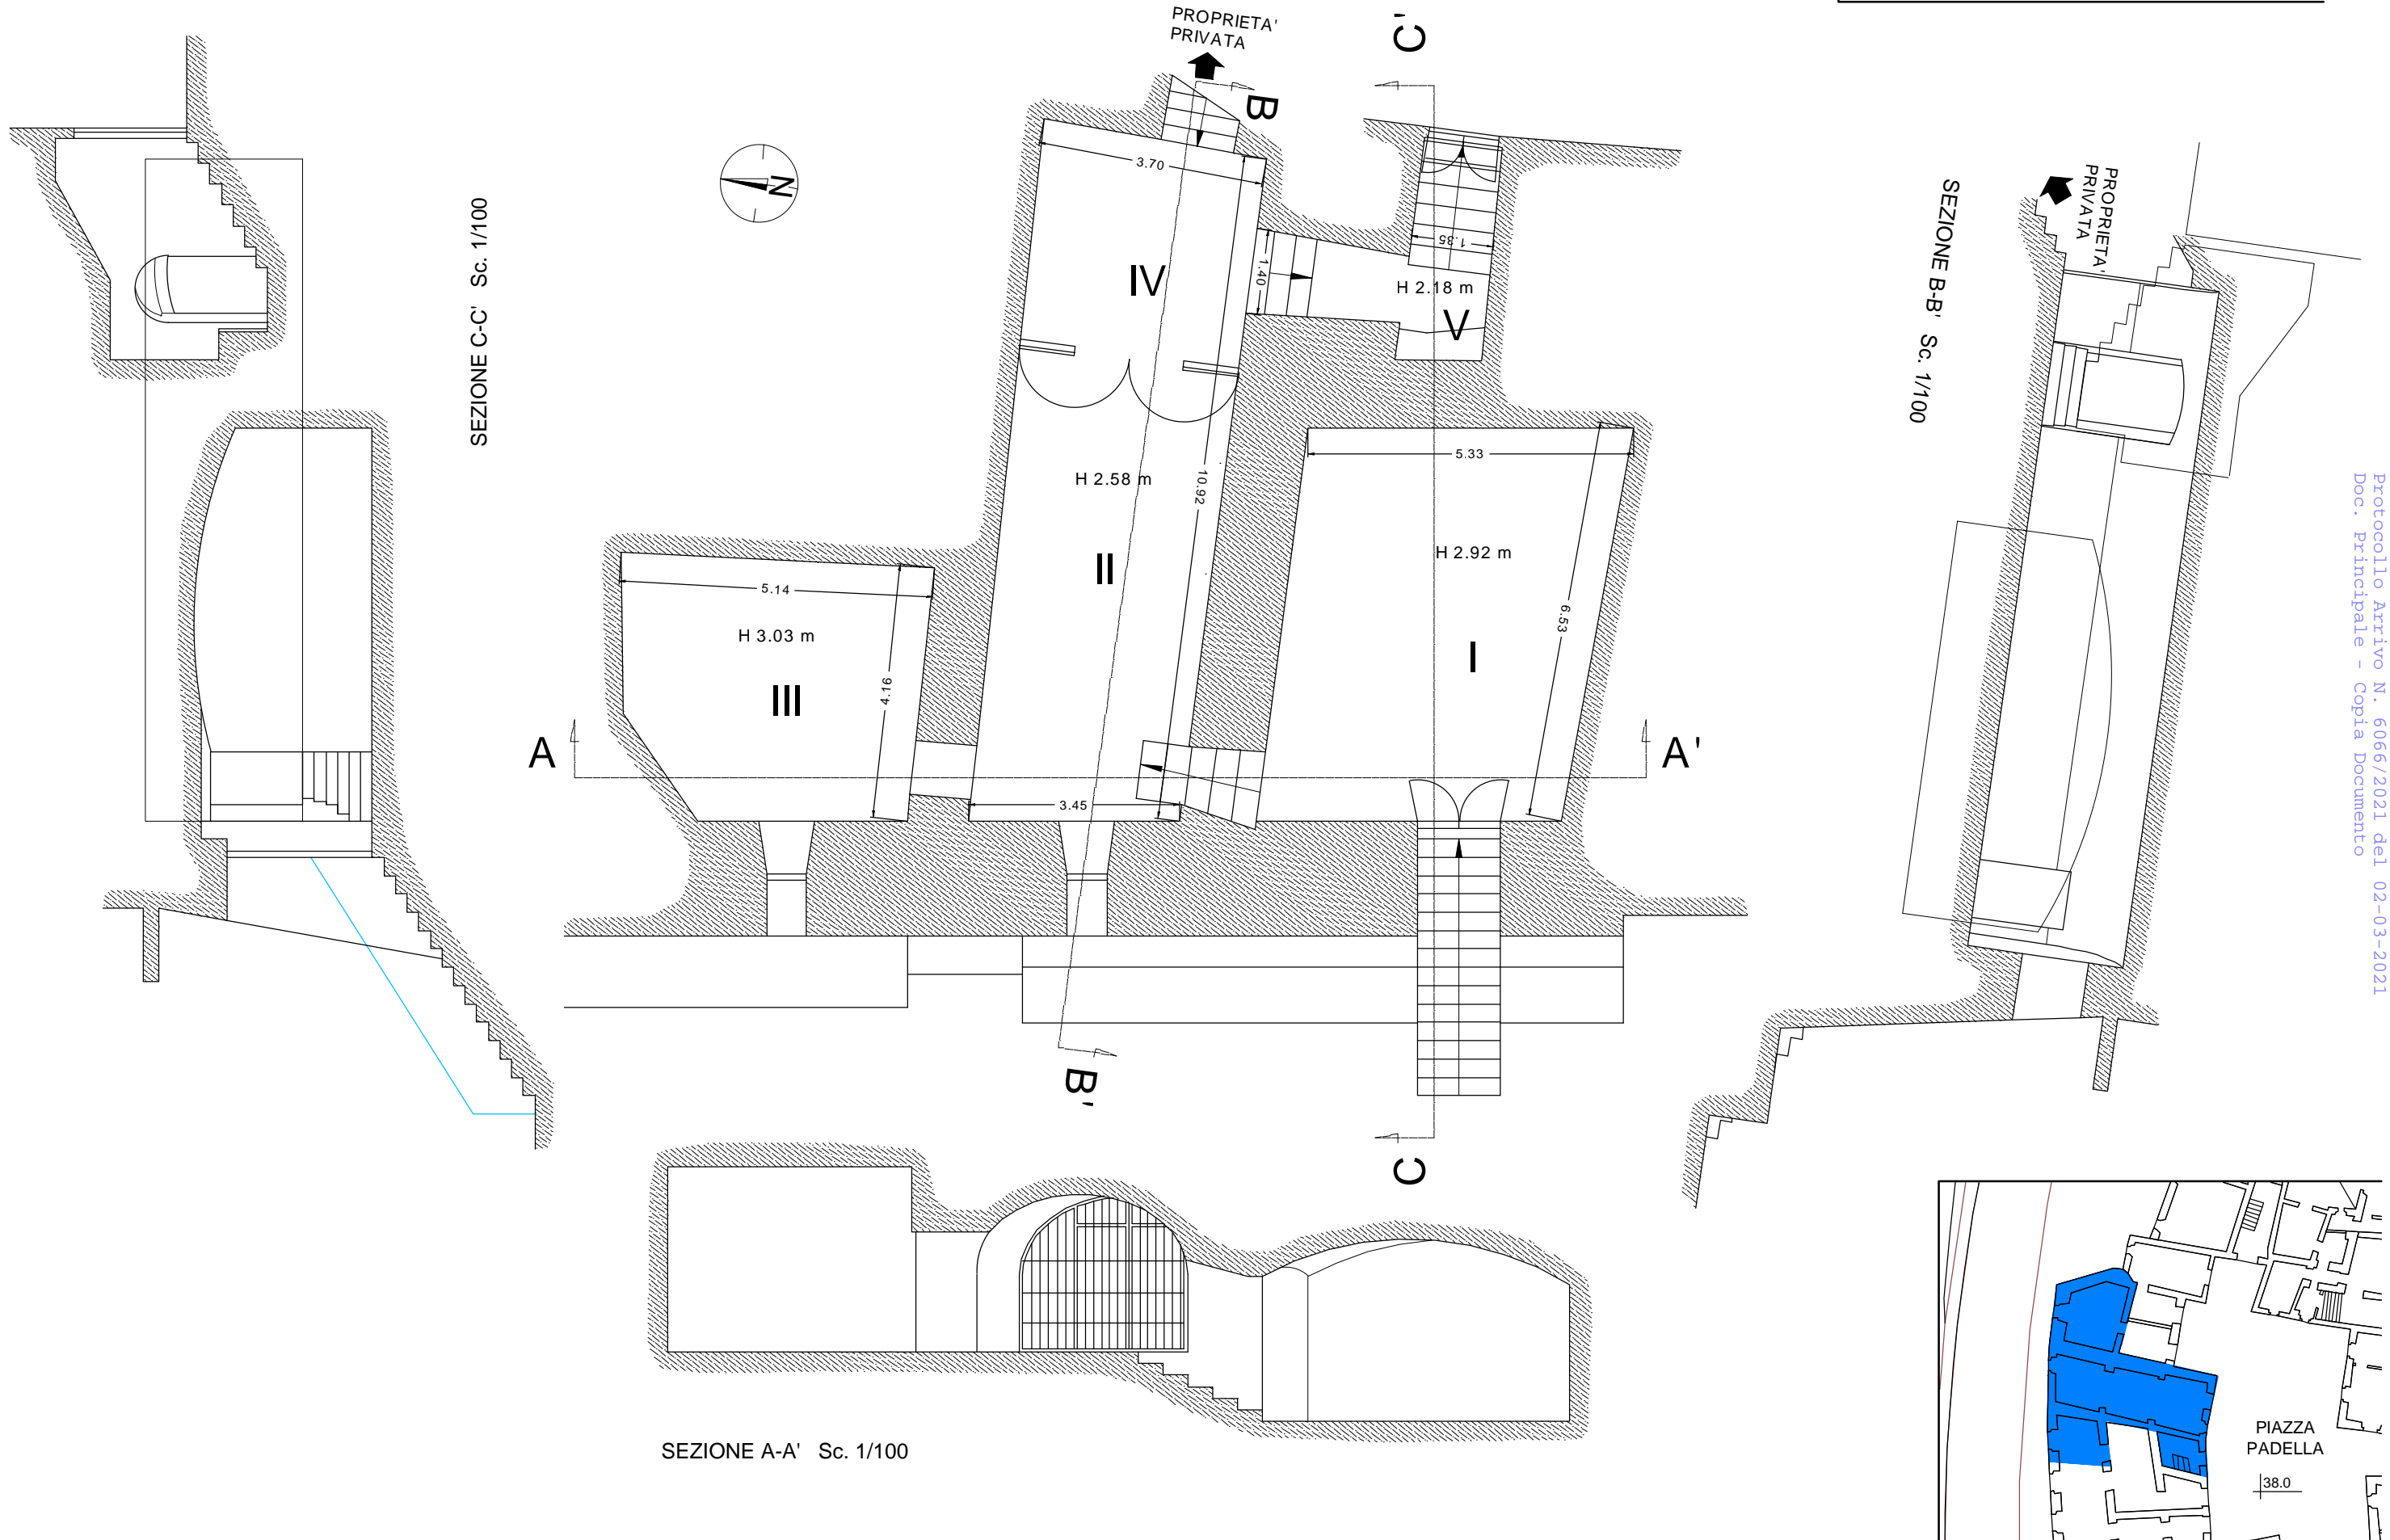 PROPRIETA'
PRIVATA
C'
B
N
3.70
1.35
IV
1.40
H 2.18 m
V
SEZIONE C-C'   Sc. 1/100
SEZIONE B-B'   Sc. 1/100
PROPRIETA'
PRIVATA
5.33
H 2.58 m
10.92
H 2.92 m
II
5.14
6.53
H 3.03 m
I
III
4.16
A
A'
3.45
B'
C
SEZIONE A-A'   Sc. 1/100
PIAZZA
PADELLA
38.0
Protocollo Arrivo N. 6066/2021 del 02-03-2021
Doc. Principale - Copia Documento